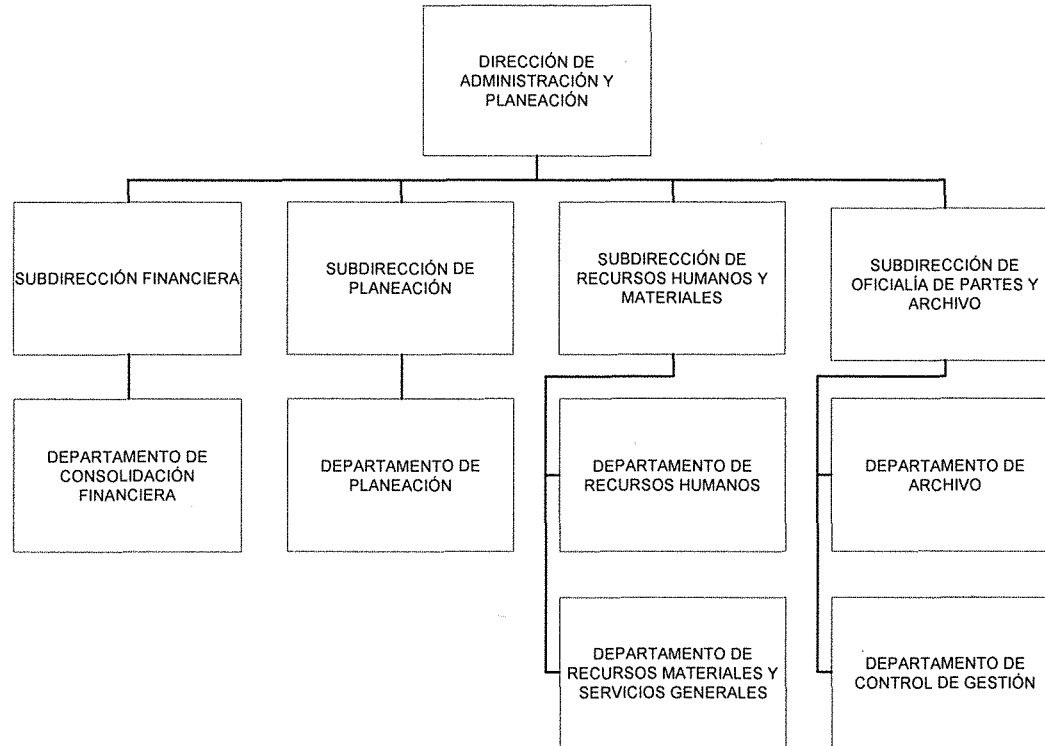 DIRECCIÓN DE
ADMINISTRACIÓN Y
PLANEACIÓN
SUBDIRECCIÓN FINANCIERA
SUBDIRECCIÓN DE
PLANEACIÓN
SUBDIRECCIÓN DE
RECURSOS HUMANOS Y
MATERIALES
SUBDIRECCIÓN DE
OFICIALÍA DE PARTES Y
ARCHIVO
DEPARTAMENTO DE
CONSOLIDACIÓN
FINANCIERA
DEPARTAMENTO DE
PLANEACIÓN
DEPARTAMENTO DE
RECURSOS HUMANOS
DEPARTAMENTO DE
ARCHIVO
DEPARTAMENTO DE
RECURSOS MATERIALES Y
SERVICIOS GENERALES
DEPARTAMENTO DE
CONTROL DE GESTIÓN